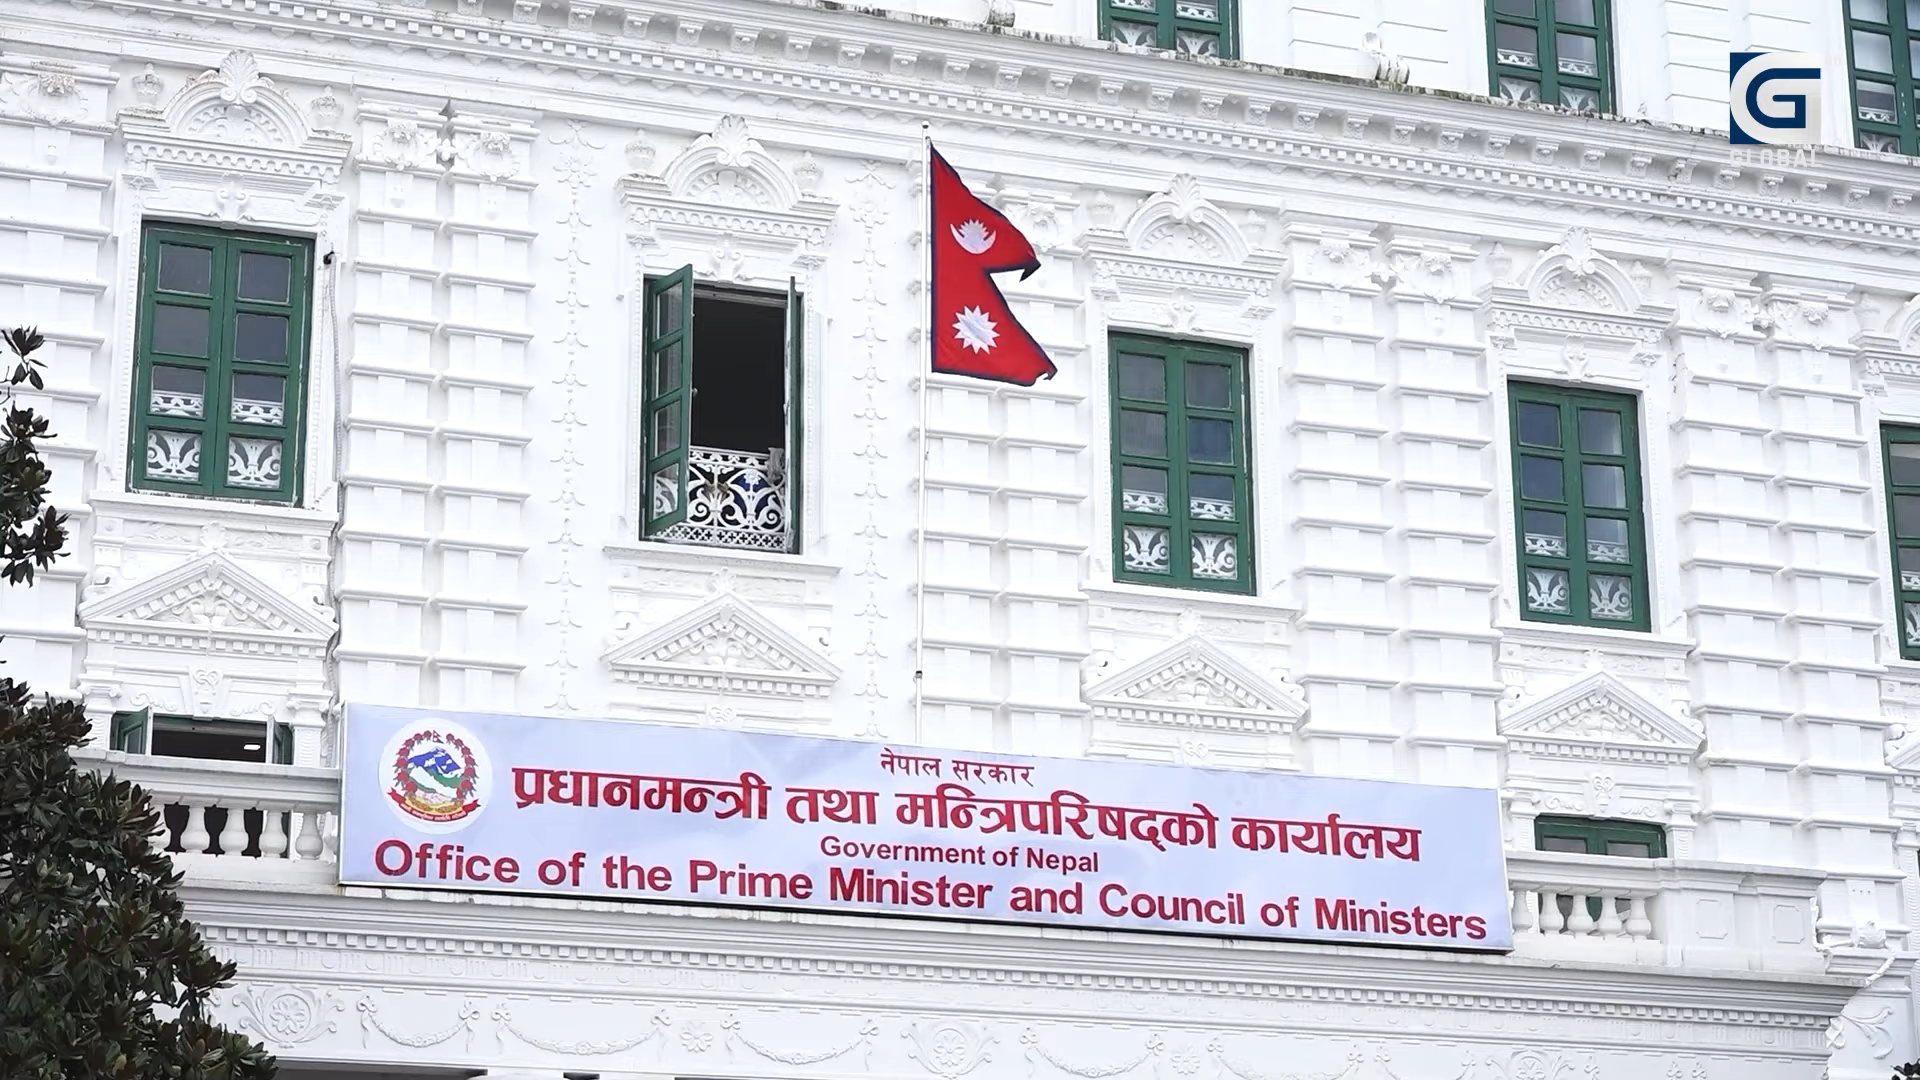 G
GLOBAL
नेपाल सरकार
प्रधानमन्त्री तथा मन्त्रिपरिषद्को कार्यालय
Government of Nepal
Office of the Prime Minister and Council of Ministers